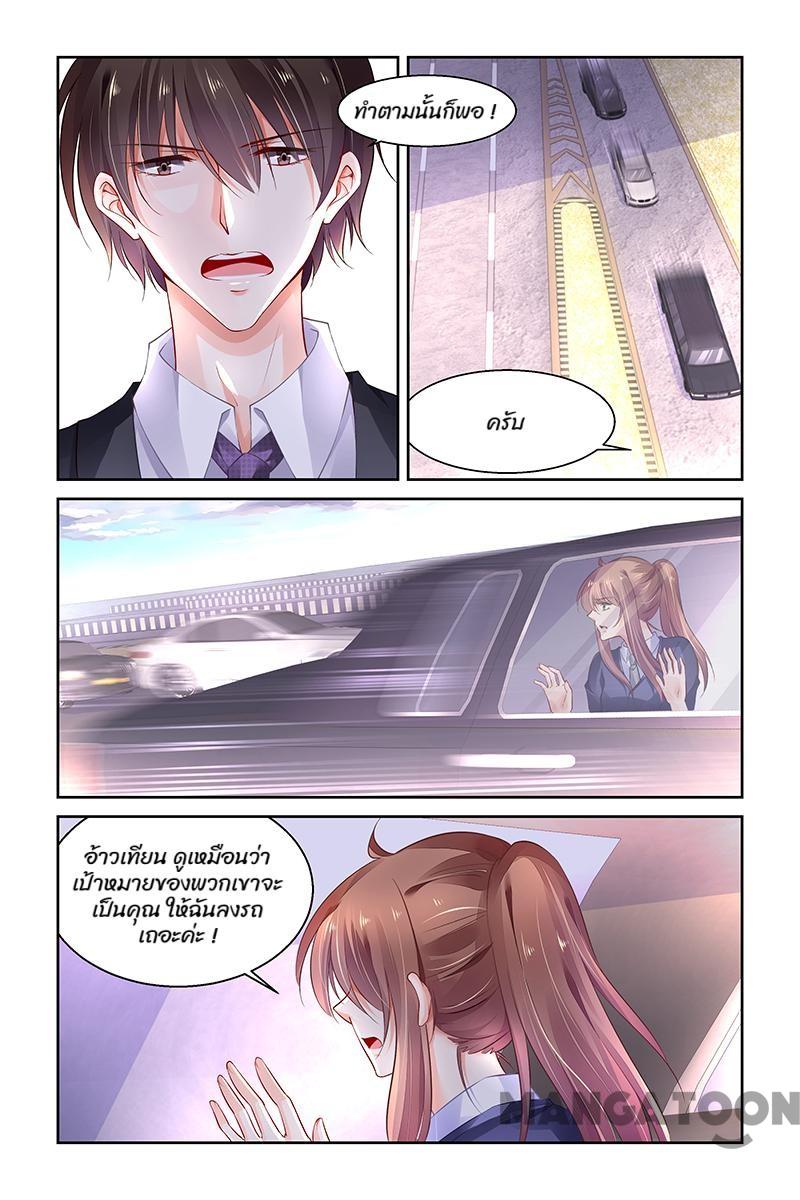 ทำตามนั้นก็พอ !
ครับ
อ้าวเทียน ดูเหมือนว่า
เป้าหมายของพวกเขาจะ
เป็นคุณ ให้ฉันลงรถ
เถอะค่ะ !
MANGATOON